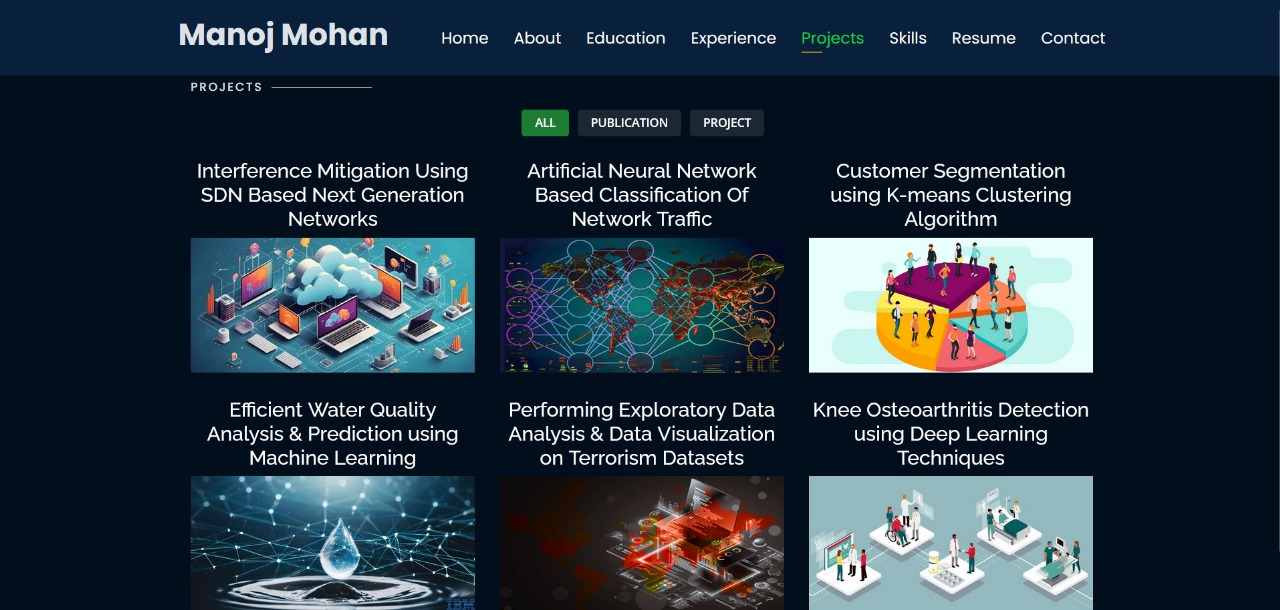 Manoj Mohan
Home About Education Experience Projects Skills Resume Contact
PROJECTS
ALL PUBLICATION PROJECT
Interference Mitigation Using
SDN Based Next Generation
Networks
Artificial Neural Network
Based Classification Of
Network Traffic
Customer Segmentation
using K-means Clustering
Algorithm
Efficient Water Quality
Analysis & Prediction using
Machine Learning
IBM
Performing Exploratory Data
Analysis & Data Visualization
on Terrorism Datasets
Knee Osteoarthritis Detection
using Deep Learning
Techniques